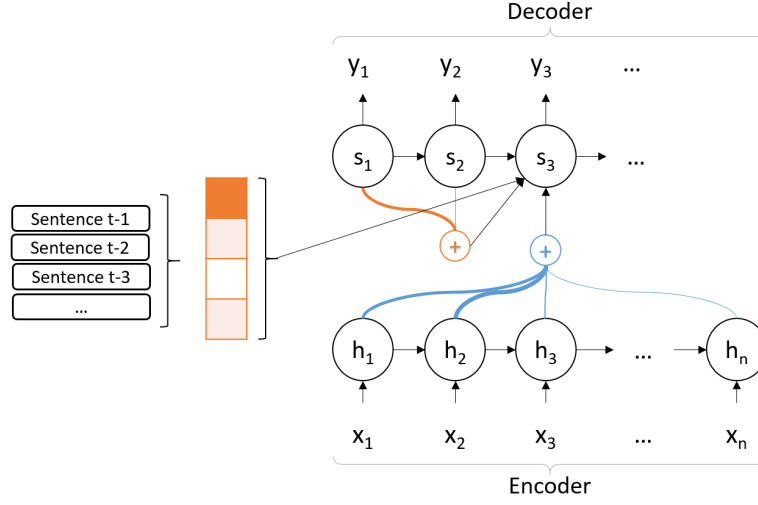 Decoder
y1 y2 y3 ...
s1 s2 s3 ...
Sentence t-1
Sentence t-2
Sentence t-3
...
+ +
h1 h2 h3 ... hn
x1 x2 x3 ... xn
Encoder